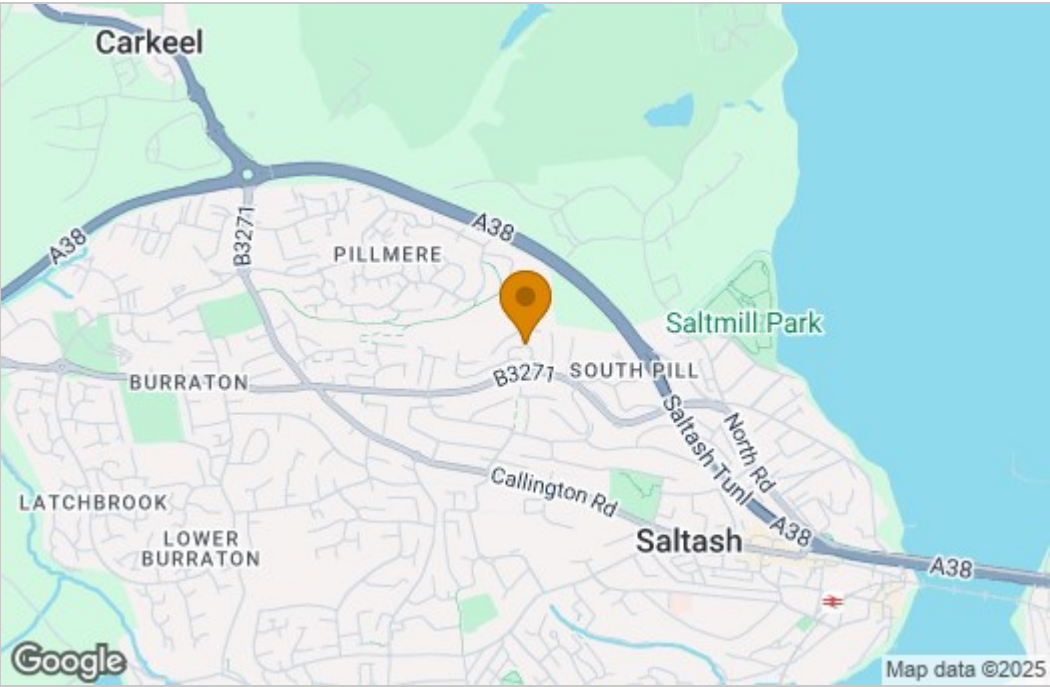 Carkeel
A38
B3271
A38
PILLMERE
Saltmill Park
SOUTH PILL
B3271
BURRATON
Saltash Tunl
North Rd
Callington Rd
LATCHBROOK
LOWER
BURRATON
Saltash
A38
A38
Google
Map data ©2025